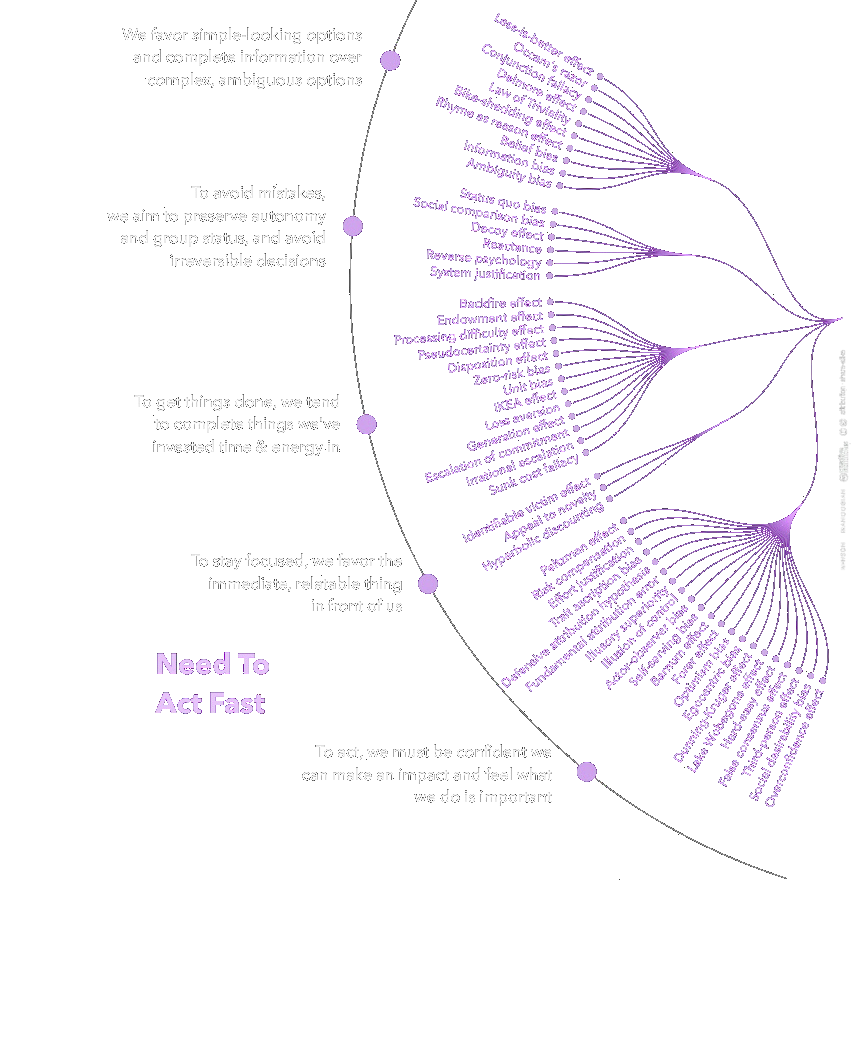 We favor simple-looking options
and complete information over
complex, ambiguous options
To avoid mistakes,
we aim to preserve autonomy
and group status, and avoid
irreversible decisions
To get things done, we tend
to complete things we've
invested time & energy in
To stay focused, we favor the
immediate, relatable thing
in front of us
Need To
Act Fast
To act, we must be confident we
can make an impact and feel what
we do is important
Less-is-better effect
Occam's razor
Conjunction fallacy
Delmore effect
Law of Triviality
Bike-shedding effect
Rhyme as reason effect
Belief bias
Information bias
Ambiguity bias
Status quo bias
Social comparison bias
Decoy effect
Reactance
Reverse psychology
System justification
Backfire effect
Endowment effect
Processing difficulty effect
Pseudocertainty effect
Disposition effect
Zero-risk bias
Unit bias
IKEA effect
Loss aversion
Generation effect
Escalation of commitment
Irrational escalation
Sunk cost fallacy
Identifiable victim effect
Appeal to novelty
Hyperbolic discounting
Peltzman effect
Risk compensation
Effort justification
Trait ascription bias
Defensive attribution hypothesis
Fundamental attribution error
Illusory superiority
Illusion of control
Actor-observer bias
Self-serving bias
Barnum effect
Forer effect
Optimism bias
Egocentric bias
Dunning-Kruger effect
Lake Wobegone effect
Hard-easy effect
False consensus effect
Third-person effect
Social desirability bias
Overconfidence effect